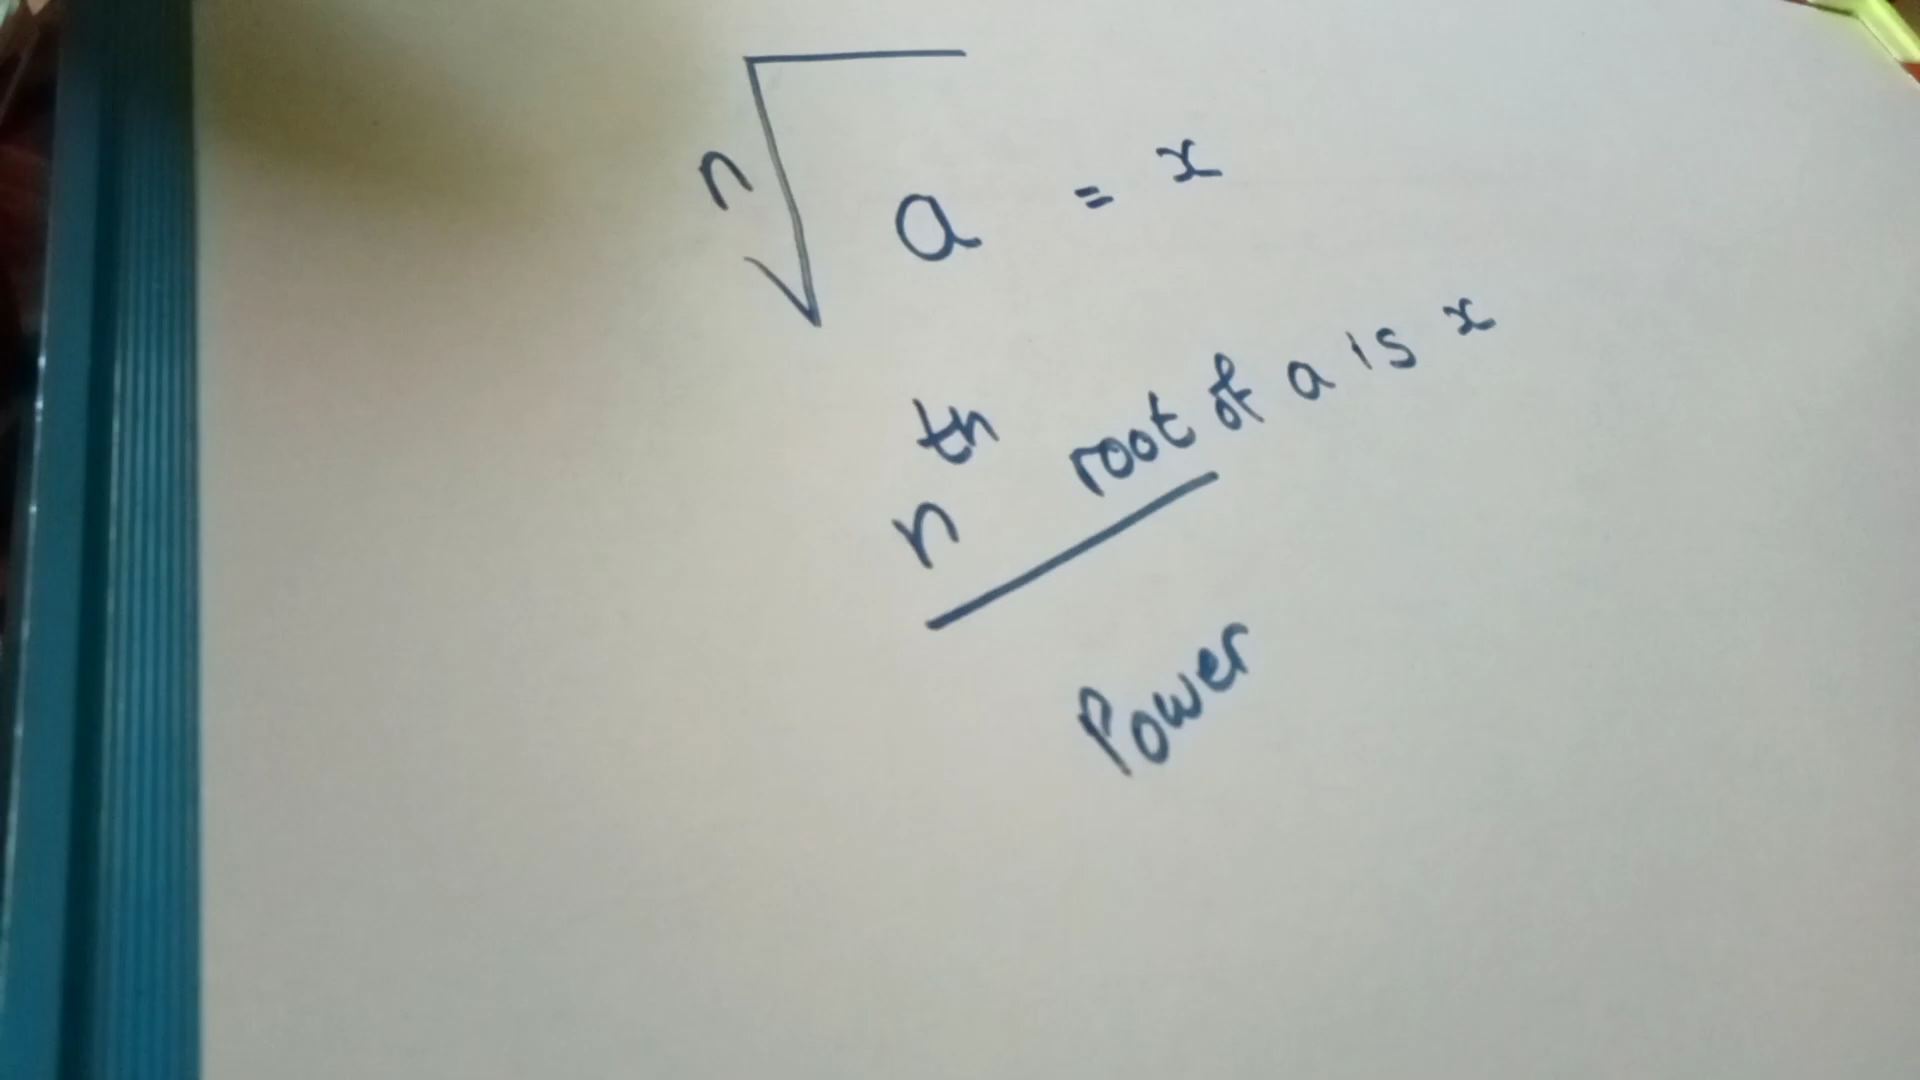 ⁿ√a = x
nᵗʰ root of a is x
Power